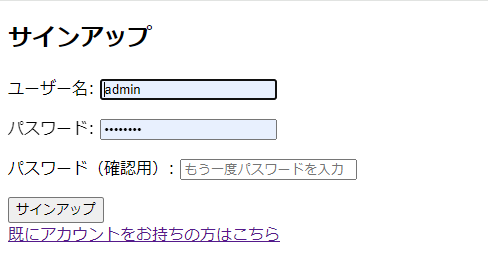 サインアップ
ユーザー名: admin
パスワード: ••••••••
パスワード（確認用）: もう一度パスワードを入力
サインアップ
既にアカウントをお持ちの方はこちら